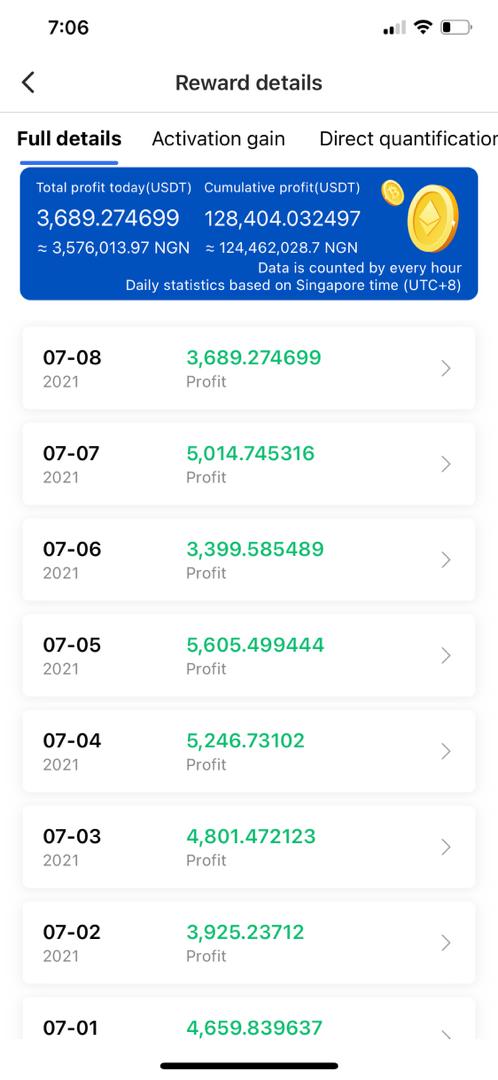 7:06
Reward details
Full details Activation gain Direct quantification
Total profit today(USDT) Cumulative profit(USDT)
3,689.274699 128,404.032497
≈ 3,576,013.97 NGN ≈ 124,462,028.7 NGN
Data is counted by every hour
Daily statistics based on Singapore time (UTC+8)
07-08 3,689.274699
2021 Profit
07-07 5,014.745316
2021 Profit
07-06 3,399.585489
2021 Profit
07-05 5,605.499444
2021 Profit
07-04 5,246.73102
2021 Profit
07-03 4,801.472123
2021 Profit
07-02 3,925.23712
2021 Profit
07-01 4,659.839637